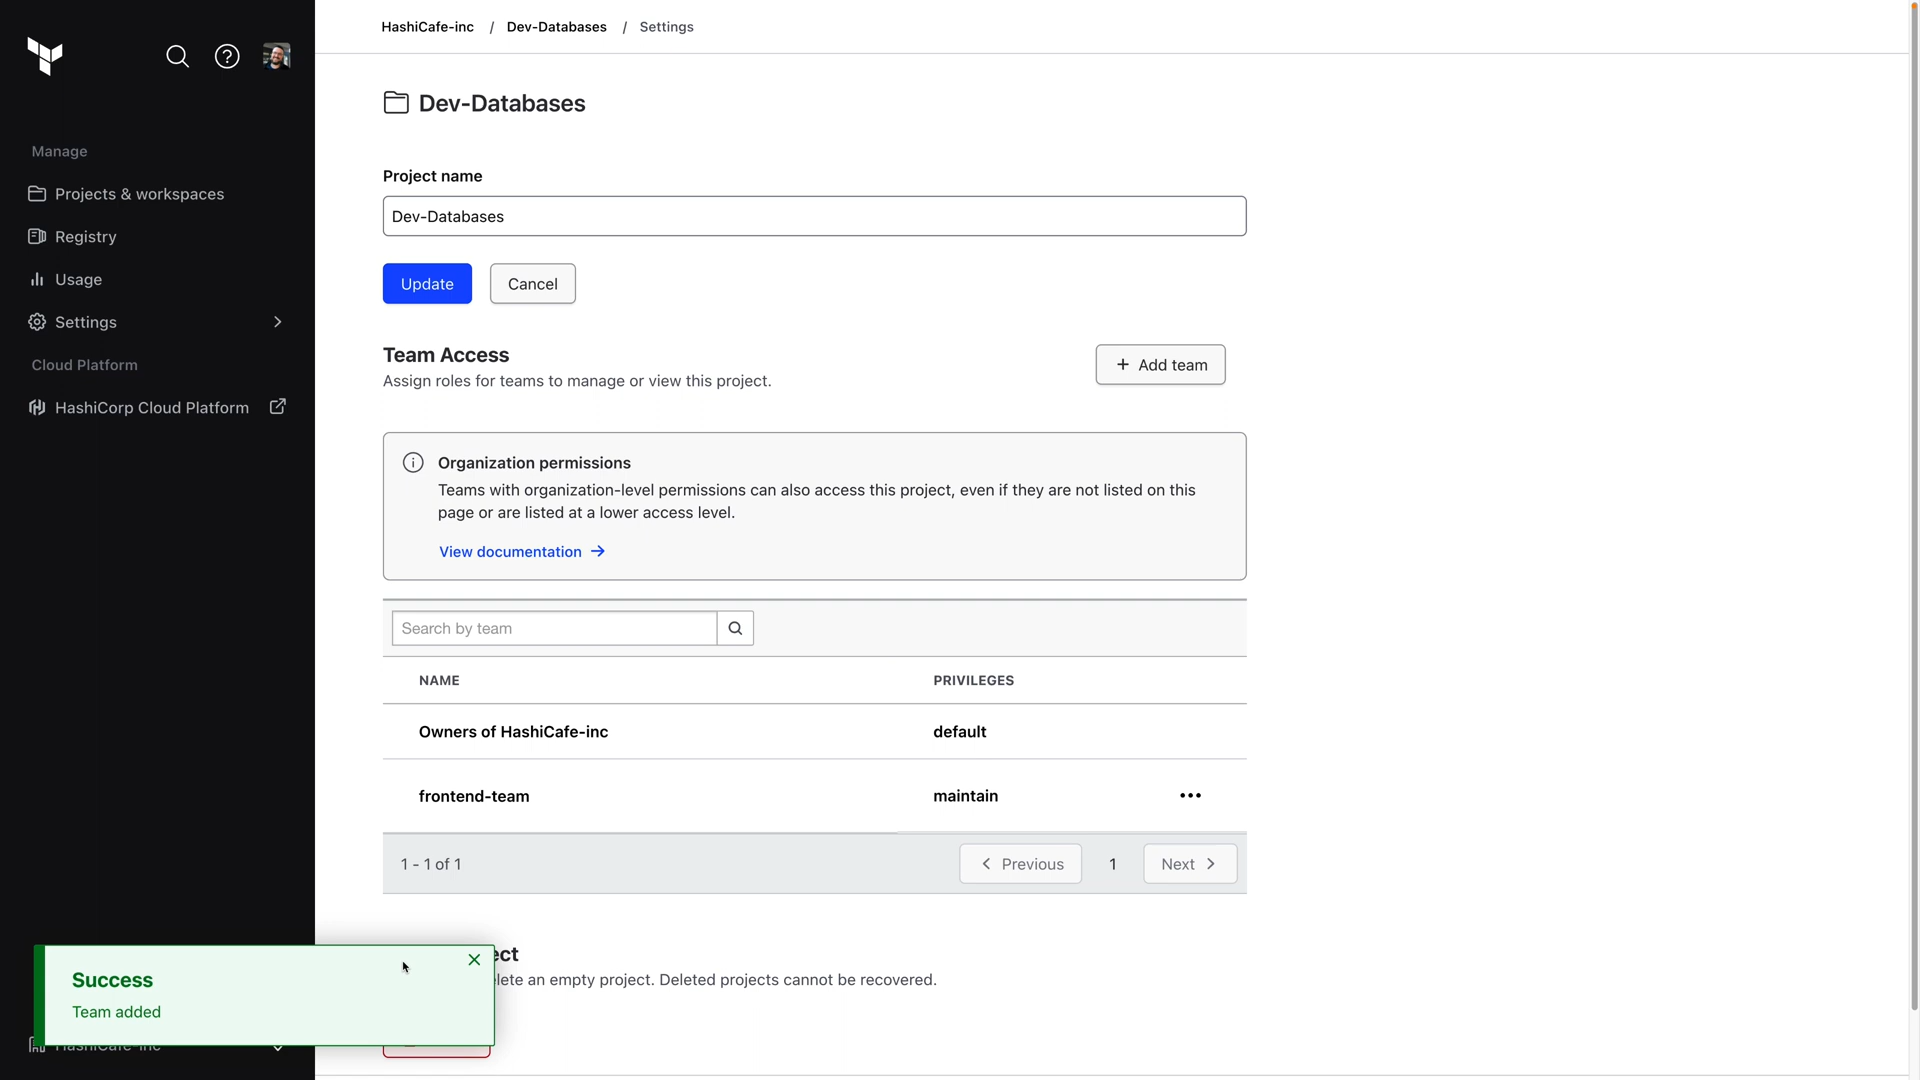 HashiCafe-inc / Dev-Databases / Settings
Manage
Projects & workspaces
Registry
Usage
Settings
Cloud Platform
HashiCorp Cloud Platform
Dev-Databases
Project name
Dev-Databases
Update Cancel
Team Access
Assign roles for teams to manage or view this project.
+ Add team
Organization permissions
Teams with organization-level permissions can also access this project, even if they are not listed on this
page or are listed at a lower access level.
View documentation →
Search by team
NAME PRIVILEGES
Owners of HashiCafe-inc default
frontend-team maintain
1 - 1 of 1 Previous 1 Next
an empty project. Deleted projects cannot be recovered.
Success
Team added
HashiCafe-inc